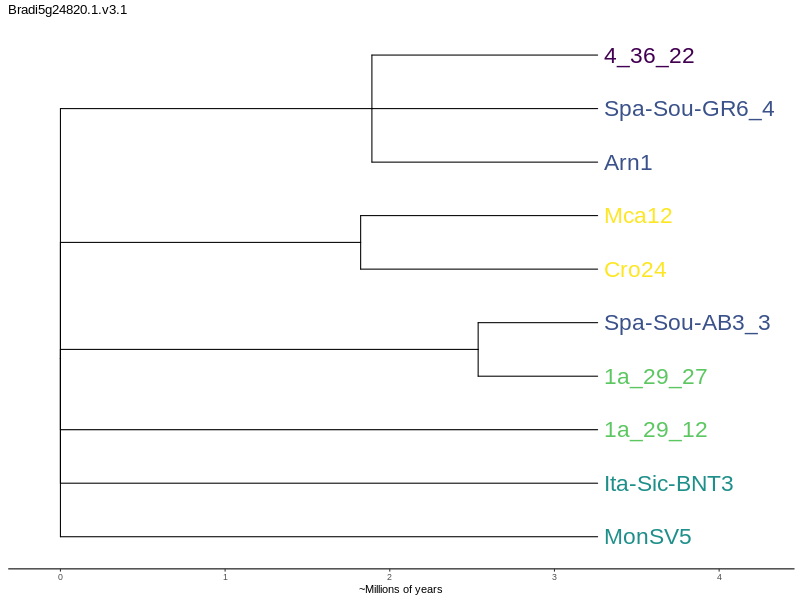 Bradi5g24820.1.v3.1
4_36_22
Spa-Sou-GR6_4
Arn1
Mca12
Cro24
Spa-Sou-AB3_3
1a_29_27
1a_29_12
Ita-Sic-BNT3
MonSV5
0 1 2 3 4
~Millions of years